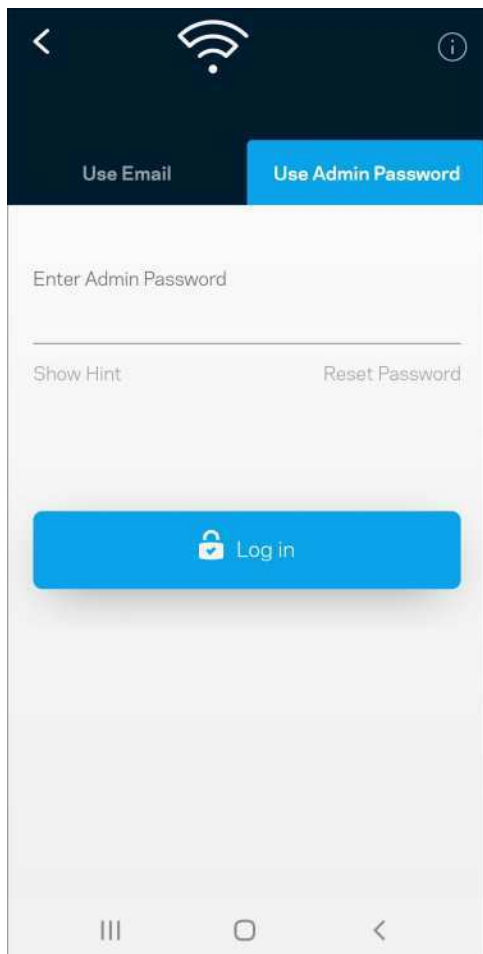 Use Email
Use Admin Password
Enter Admin Password
Show Hint
Reset Password
Log in